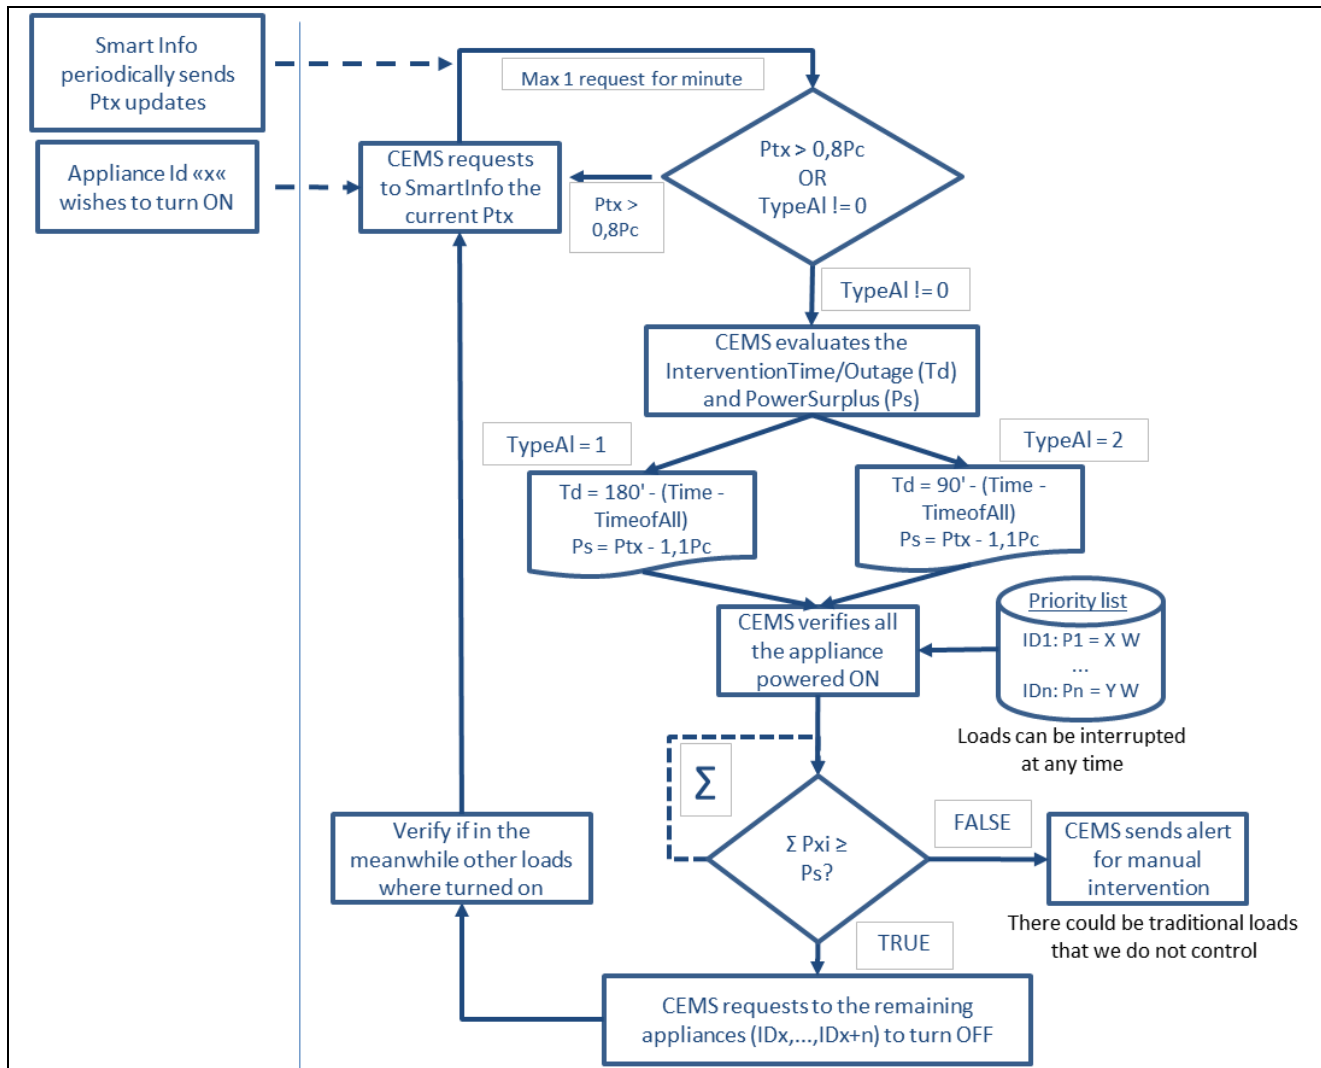 Smart Info
periodically sends
Ptx updates
Max 1 request for minute
Appliance Id «x«
wishes to turn ON
CEMS requests
to SmartInfo the
current Ptx
Ptx > 0,8Pc
OR
TypeAl != 0
Ptx >
0,8Pc
TypeAl != 0
CEMS evaluates the
InterventionTime/Outage (Td)
and PowerSurplus (Ps)
TypeAl = 1
TypeAl = 2
Td = 180' - (Time -
TimeofAll)
Ps = Ptx - 1,1Pc
Td = 90' - (Time -
TimeofAll)
Ps = Ptx - 1,1Pc
CEMS verifies all
the appliance
powered ON
Priority list
ID1: P1 = X W
...
IDn: Pn = Y W
Loads can be interrupted
at any time
Σ
Σ Pxi ≥
Ps?
FALSE
CEMS sends alert
for manual
intervention
There could be traditional loads
that we do not control
TRUE
Verify if in the
meanwhile other loads
where turned on
CEMS requests to the remaining
appliances (IDx,...,IDx+n) to turn OFF